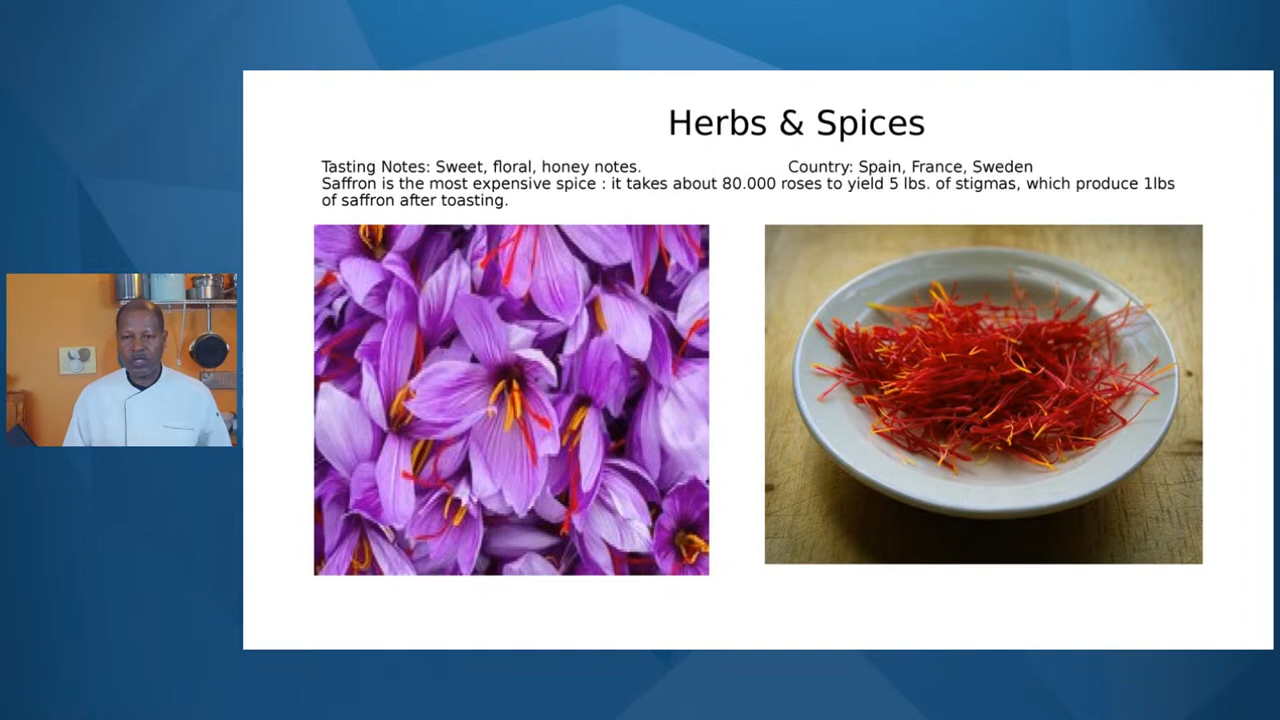 Herbs & Spices
Tasting Notes: Sweet, floral, honey notes. Country: Spain, France, Sweden
Saffron is the most expensive spice : it takes about 80.000 roses to yield 5 lbs. of stigmas, which produce 1lbs
of saffron after toasting.